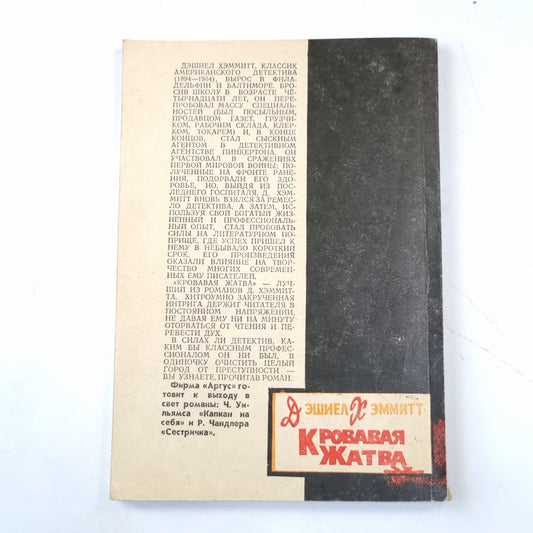 ДЭШИЕЛ ХЭММИТТ, КЛАССИК
АМЕРИКАНСКОГО ДЕТЕКТИВА
(1894—1964), ВЫРОС В ФИЛА-
ДЕЛЬФИИ И БАЛТИМОРЕ. БРО-
СИВ ШКОЛУ В ВОЗРАСТЕ ЧЕ-
ТЫРНАДЦАТИ ЛЕТ, ОН ПЕРЕ-
ПРОБОВАЛ МАССУ СПЕЦИАЛЬ-
НОСТЕЙ (БЫЛ ПОСЫЛЬНЫМ,
ПРОДАВЦОМ ГАЗЕТ, ГРУЗЧИ-
КОМ, РАБОЧИМ СКЛАДА, КЛЕР-
КОМ, ТОКАРЕМ) И, В КОНЦЕ
КОНЦОВ, СТАЛ СЫСКНЫМ
АГЕНТОМ В ДЕТЕКТИВНОМ
АГЕНТСТВЕ ПИНКЕРТОНА. ОН
УЧАСТВОВАЛ В СРАЖЕНИЯХ
ПЕРВОЙ МИРОВОЙ ВОЙНЫ;
ПОЛУЧЕННЫЕ НА ФРОНТЕ РАНЕ-
НИЯ, ПОДОРВАЛИ ЕГО ЗДО-
РОВЬЕ, НО, ВЫЙДЯ ИЗ ПОС-
ЛЕДНЕГО ГОСПИТАЛЯ, Д. ХЭМ-
МИТТ ВНОВЬ ВЗЯЛСЯ ЗА РЕМЕС-
ЛО ДЕТЕКТИВА, А ЗАТЕМ, ИС-
ПОЛЬЗУЯ СВОЙ БОГАТЫЙ ЖИЗ-
НЕННЫЙ И ПРОФЕССИОНАЛЬ-
НЫЙ ОПЫТ, СТАЛ ПРОБОВАТЬ
СИЛЫ НА ЛИТЕРАТУРНОМ ПО-
ПРИЩЕ, ГДЕ УСПЕХ ПРИШЕЛ К
НЕМУ В НЕБЫВАЛО КОРОТКИЙ
СРОК. ЕГО ПРОИЗВЕДЕНИЯ
ОКАЗАЛИ ВЛИЯНИЕ НА ТВОР-
ЧЕСТВО МНОГИХ СОВРЕМЕН-
НЫХ ЕМУ ПИСАТЕЛЕЙ.
«КРОВАВАЯ ЖАТВА» — ЛУЧ-
ШИЙ ИЗ РОМАНОВ Д. ХЭММИТ-
ТА. ХИТРОУМНО ЗАКРУЧЕННАЯ
ИНТРИГА ДЕРЖИТ ЧИТАТЕЛЯ В
ПОСТОЯННОМ НАПРЯЖЕНИИ,
НЕ ДАВАЯ ЕМУ НИ НА МИНУТУ
ОТОРВАТЬСЯ ОТ ЧТЕНИЯ И ПЕ-
РЕВЕСТИ ДУХ.
В СИЛАХ ЛИ ДЕТЕКТИВ, КА-
КИМ БЫ КЛАССНЫМ ПРОФЕС-
СИОНАЛОМ ОН НИ БЫЛ, В
ОДИНОЧКУ ОЧИСТИТЬ ЦЕЛЫЙ
ГОРОД ОТ ПРЕСТУПНОСТИ —
ВЫ УЗНАЕТЕ, ПРОЧИТАВ РОМАН.
Фирма «Аргус» го-
товит к выходу в
свет романы: Ч. Уи-
льямса «Капкан на
себя» и Р. Чандлера
«Сестричка».
ДЭШИЕЛ ХЭММИТТ
КРОВАВАЯ
ЖАТВА